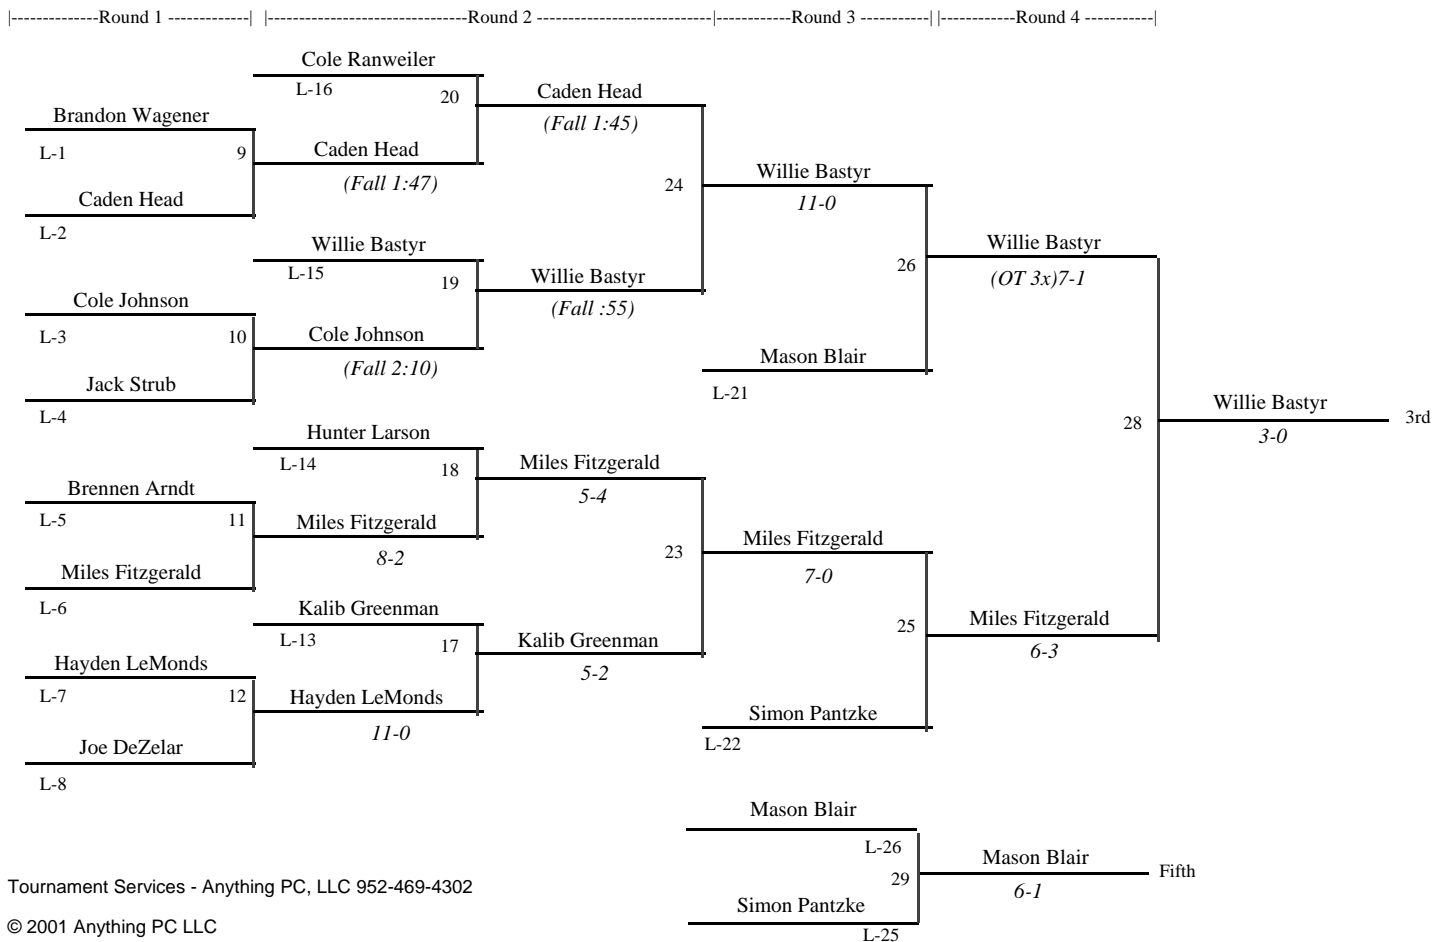 |-------------Round 1 -------------| |------------------------------Round 2 --------------------------|-------------Round 3 -----------||------------Round 4 -----------|
Cole Ranweiler
L-16
20
Caden Head
(Fall 1:45)
Brandon Wagener
L-1
9
Caden Head
(Fall 1:47)
Caden Head
L-2
24
Willie Bastyr
11-0
Willie Bastyr
L-15
19
Willie Bastyr
(Fall :55)
Cole Johnson
L-3
10
Cole Johnson
(Fall 2:10)
Jack Strub
L-4
26
Willie Bastyr
(OT 3x)7-1
Mason Blair
L-21
28
Willie Bastyr
3-0
3rd
Hunter Larson
L-14
18
Miles Fitzgerald
5-4
Brennen Arndt
L-5
11
Miles Fitzgerald
8-2
Miles Fitzgerald
L-6
23
Miles Fitzgerald
7-0
Kalib Greenman
L-13
17
Kalib Greenman
5-2
Hayden LeMonds
L-7
12
Hayden LeMonds
11-0
Joe DeZelar
L-8
25
Miles Fitzgerald
6-3
Simon Pantzke
L-22
Mason Blair
L-26
29
Mason Blair
6-1
Fifth
Simon Pantzke
L-25
Tournament Services - Anything PC, LLC 952-469-4302
© 2001 Anything PC LLC